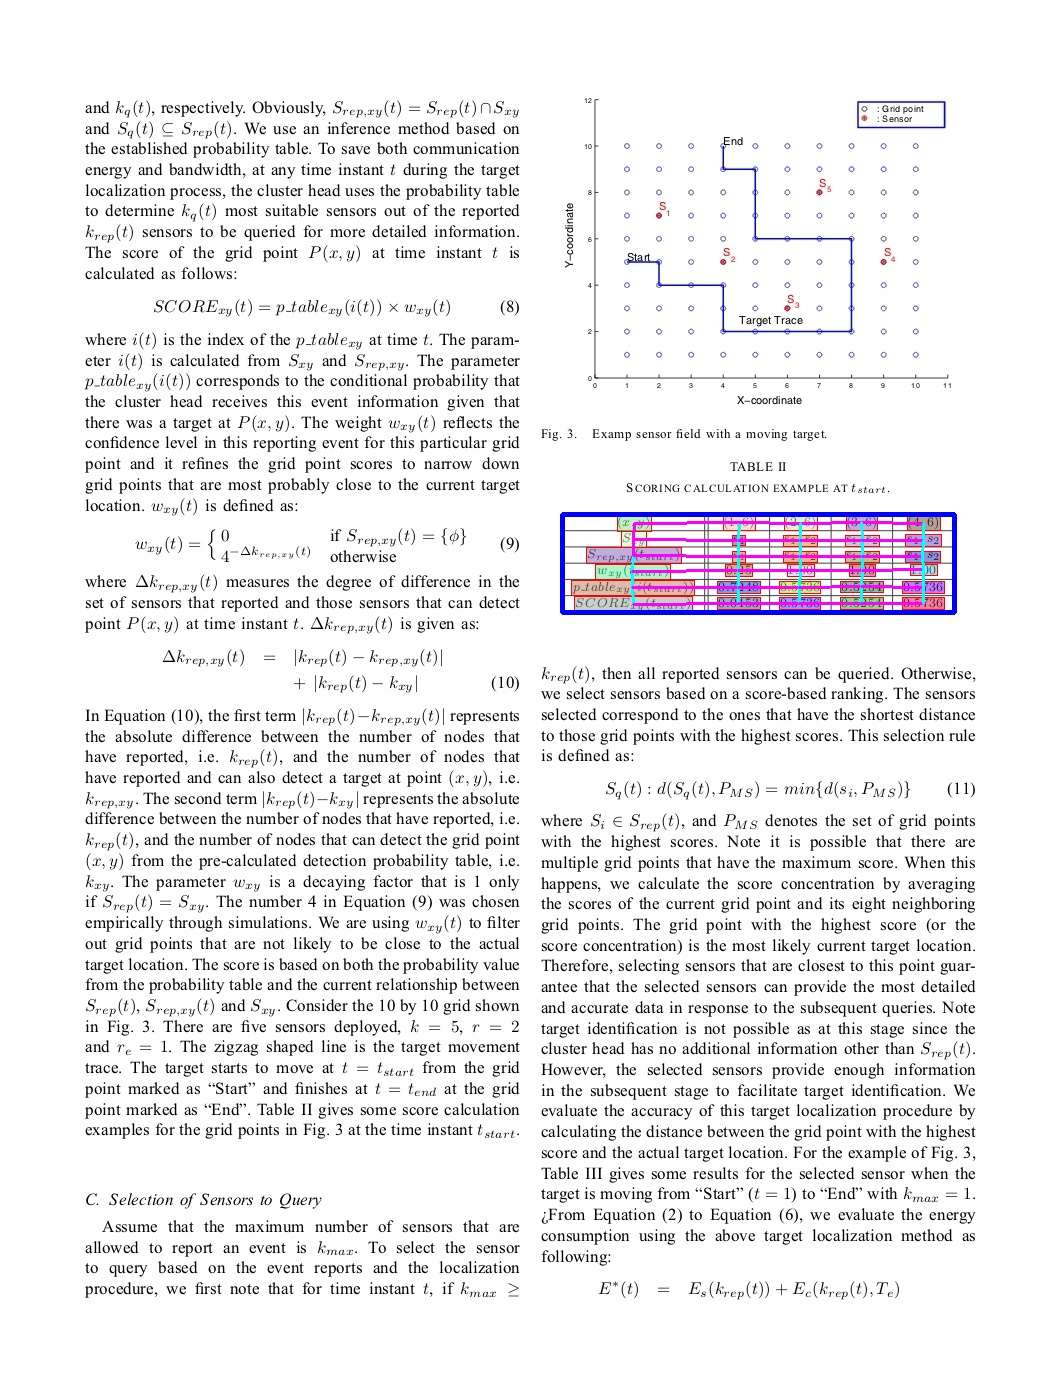 and k_q(t), respectively. Obviously, S_{rep,xy}(t) = S_{rep}(t) ∩ S_{xy}
and S_q(t) ⊆ S_{rep}(t). We use an inference method based on
the established probability table. To save both communication
energy and bandwidth, at any time instant t during the target
localization process, the cluster head uses the probability table
to determine k_q(t) most suitable sensors out of the reported
k_{rep}(t) sensors to be queried for more detailed information.
The score of the grid point P(x, y) at time instant t is
calculated as follows:
SCORE_{xy}(t) = p_table_{xy}(i(t)) × w_{xy}(t) (8)
where i(t) is the index of the p_table_{xy} at time t. The param-
eter i(t) is calculated from S_{xy} and S_{rep,xy}. The parameter
p_table_{xy}(i(t)) corresponds to the conditional probability that
the cluster head receives this event information given that
there was a target at P(x, y). The weight w_{xy}(t) reflects the
confidence level in this reporting event for this particular grid
point and it refines the grid point scores to narrow down
grid points that are most probably close to the current target
location. w_{xy}(t) is defined as:
w_{xy}(t) = { 0 if S_{rep,xy}(t) = {ϕ}
4^{−Δk_{rep,xy}(t)} otherwise (9)
where Δk_{rep,xy}(t) measures the degree of difference in the
set of sensors that reported and those sensors that can detect
point P(x, y) at time instant t. Δk_{rep,xy}(t) is given as:
Δk_{rep,xy}(t) = |k_{rep}(t) − k_{rep,xy}(t)|
+ |k_{rep}(t) − k_{xy}| (10)
In Equation (10), the first term |k_{rep}(t)−k_{rep,xy}(t)| represents
the absolute difference between the number of nodes that
have reported, i.e. k_{rep}(t), and the number of nodes that
have reported and can also detect a target at point (x, y), i.e.
k_{rep,xy}. The second term |k_{rep}(t)−k_{xy}| represents the absolute
difference between the number of nodes that have reported, i.e.
k_{rep}(t), and the number of nodes that can detect the grid point
(x, y) from the pre-calculated detection probability table, i.e.
k_{xy}. The parameter w_{xy} is a decaying factor that is 1 only
if S_{rep}(t) = S_{xy}. The number 4 in Equation (9) was chosen
empirically through simulations. We are using w_{xy}(t) to filter
out grid points that are not likely to be close to the actual
target location. The score is based on both the probability value
from the probability table and the current relationship between
S_{rep}(t), S_{rep,xy}(t) and S_{xy}. Consider the 10 by 10 grid shown
in Fig. 3. There are five sensors deployed, k = 5, r = 2
and r_e = 1. The zigzag shaped line is the target movement
trace. The target starts to move at t = t_{start} from the grid
point marked as “Start” and finishes at t = t_{end} at the grid
point marked as “End”. Table II gives some score calculation
examples for the grid points in Fig. 3 at the time instant t_{start}.
C. Selection of Sensors to Query
Assume that the maximum number of sensors that are
allowed to report an event is k_{max}. To select the sensor
to query based on the event reports and the localization
procedure, we first note that for time instant t, if k_{max} ≥
12
10
8
6
4
2
0
0 1 2 3 4 5 6 7 8 9 10 11
X−coordinate
Y−coordinate
: Grid point
: Sensor
End
S_5
S_1
S_2
S_4
Start
S_3
Target Trace
Fig. 3. Examp sensor field with a moving target.
TABLE II
SCORING CALCULATION EXAMPLE AT t_{start}.
(x, y) (1, 6) (2, 6) (3, 6) (4, 6)
S_{rep,xy}(t_{start})
w_{xy}(t_{start})
p_table_{xy}(i(t_{start}))
k_{rep}(t), then all reported sensors can be queried. Otherwise,
we select sensors based on a score-based ranking. The sensors
selected correspond to the ones that have the shortest distance
to those grid points with the highest scores. This selection rule
is defined as:
S_q(t) : d(S_q(t), P_{MS}) = min{d(s_i, P_{MS})} (11)
where S_i ∈ S_{rep}(t), and P_{MS} denotes the set of grid points
with the highest scores. Note it is possible that there are
multiple grid points that have the maximum score. When this
happens, we calculate the score concentration by averaging
the scores of the current grid point and its eight neighboring
grid points. The grid point with the highest score (or the
score concentration) is the most likely current target location.
Therefore, selecting sensors that are closest to this point guar-
antee that the selected sensors can provide the most detailed
and accurate data in response to the subsequent queries. Note
target identification is not possible as at this stage since the
cluster head has no additional information other than S_{rep}(t).
However, the selected sensors provide enough information
in the subsequent stage to facilitate target identification. We
evaluate the accuracy of this target localization procedure by
calculating the distance between the grid point with the highest
score and the actual target location. For the example of Fig. 3,
Table III gives some results for the selected sensor when the
target is moving from “Start” (t = 1) to “End” with k_{max} = 1.
¿From Equation (2) to Equation (6), we evaluate the energy
consumption using the above target localization method as
following:
E*(t) = E_s(k_{rep}(t)) + E_c(k_{rep}(t), T_e)